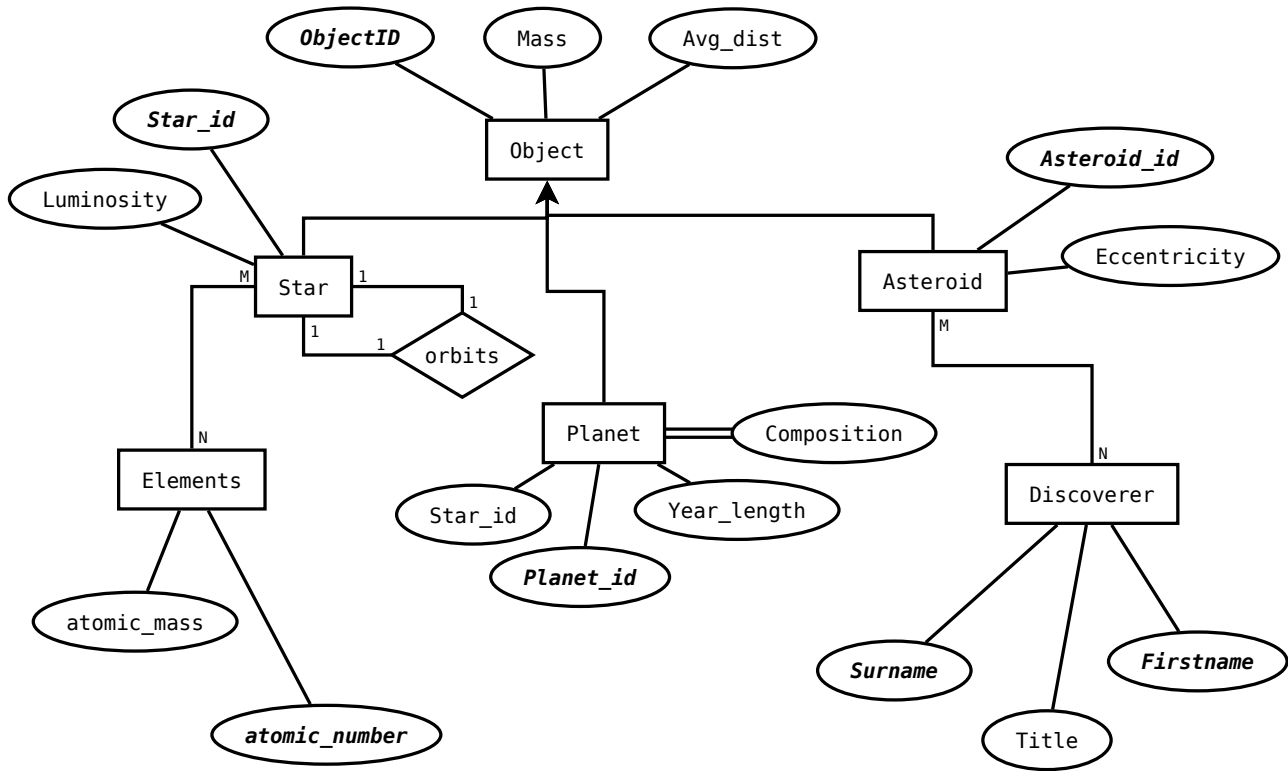 ObjectID
Mass
Avg_dist
Star_id
Object
Asteroid_id
Luminosity
Eccentricity
M
Star
1
1
Asteroid
1
1
orbits
M
N
Planet
Composition
N
Elements
Star_id
Year_length
Discoverer
Planet_id
atomic_mass
Surname
Firstname
atomic_number
Title